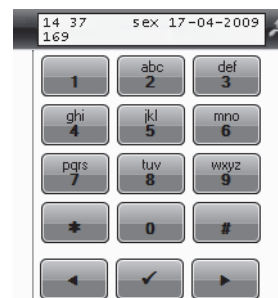 14 37 sex 17-04-2009
169
1 abc 2 def 3
ghi 4 jkl 5 mno 6
pqrs 7 tuv 8 wxyz 9
* 0 #